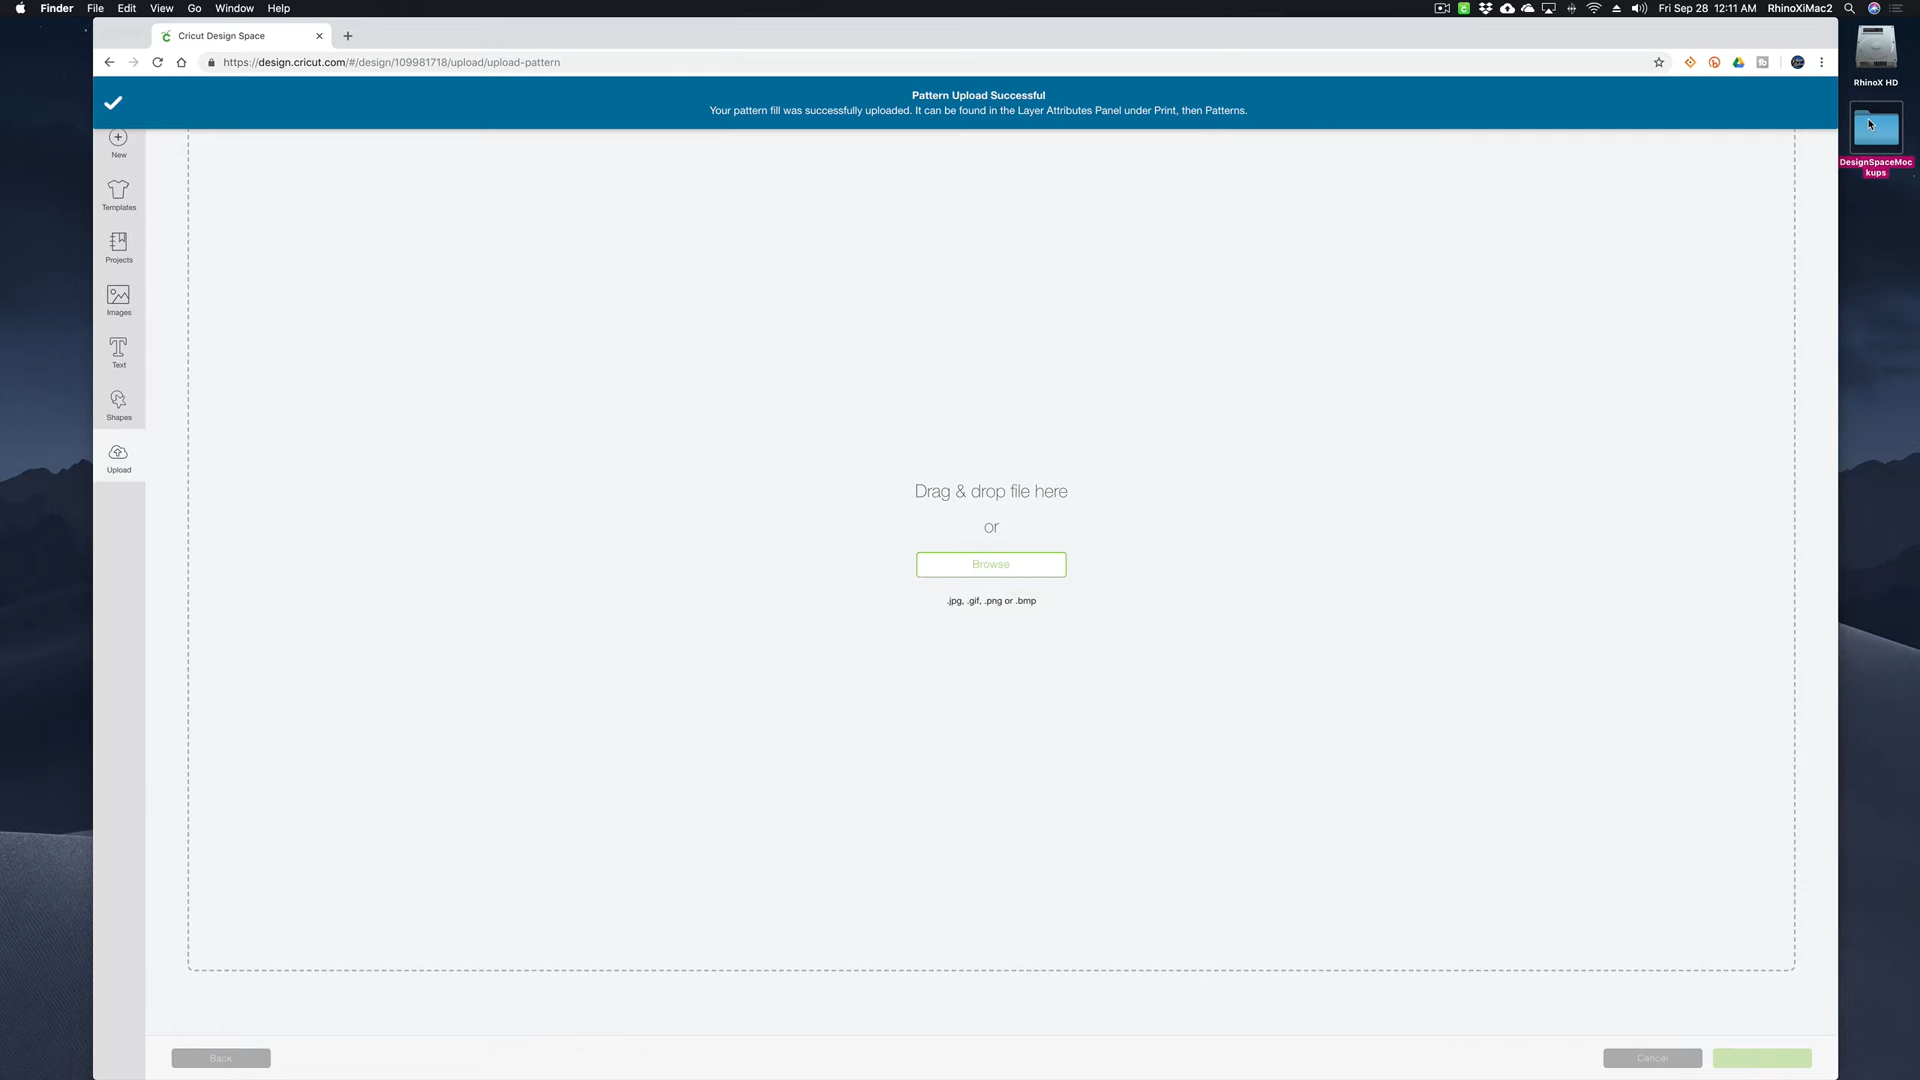 Finder File Edit View Go Window Help
Fri Sep 28 12:11 AM RhinoXiMac2
Cricut Design Space
https://design.cricut.com/#/design/109981718/upload/upload-pattern
RhinoX HD
Pattern Upload Successful
Your pattern fill was successfully uploaded. It can be found in the Layer Attributes Panel under Print, then Patterns.
DesignSpaceMoc
kups
New
Templates
Projects
Images
Text
Shapes
Upload
Drag & drop file here
or
Browse
.jpg, .gif, .png or .bmp
Back
Cancel